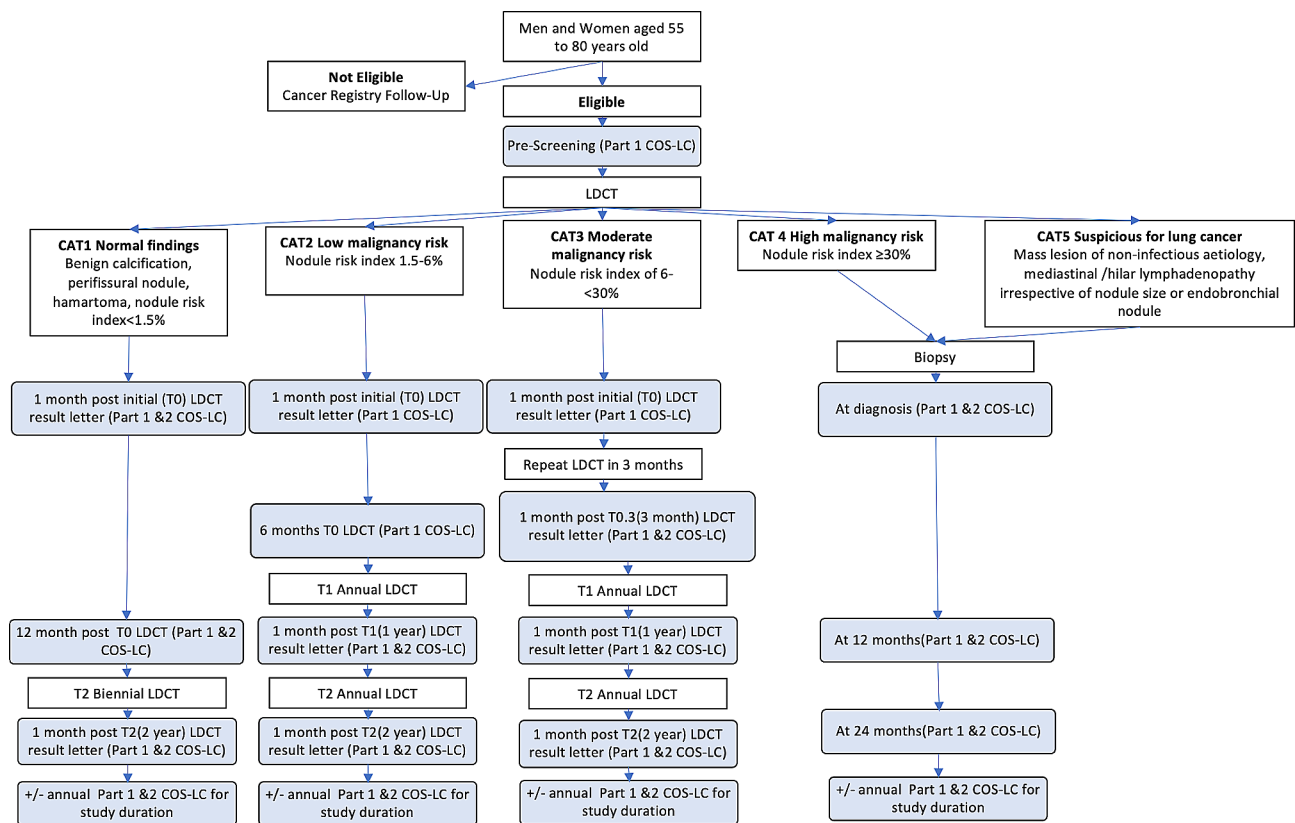 Men and Women aged 55
to 80 years old
Not Eligible
Cancer Registry Follow-Up
Eligible
Pre-Screening (Part 1 COS-LC)
LDCT
CAT1 Normal findings
Benign calcification,
perifissural nodule,
hamartoma, nodule risk
index<1.5%
CAT2 Low malignancy risk
Nodule risk index 1.5-6%
CAT3 Moderate
malignancy risk
Nodule risk index of 6-
<30%
CAT 4 High malignancy risk
Nodule risk index ≥30%
CAT5 Suspicious for lung cancer
Mass lesion of non-infectious aetiology,
mediastinal /hilar lymphadenopathy
irrespective of nodule size or endobronchial
nodule
Biopsy
1 month post initial (T0) LDCT
result letter (Part 1 &2 COS-LC)
1 month post initial (T0) LDCT
result letter (Part 1 COS-LC)
1 month post initial (T0) LDCT
result letter (Part 1 COS-LC)
At diagnosis (Part 1 &2 COS-LC)
Repeat LDCT in 3 months
6 months T0 LDCT (Part 1 COS-LC)
1 month post T0.3(3 month) LDCT
result letter (Part 1 &2 COS-LC)
T1 Annual LDCT
T1 Annual LDCT
12 month post  T0 LDCT (Part 1 &2
COS-LC)
1 month post T1(1 year) LDCT
result letter (Part 1 &2 COS-LC)
1 month post T1(1 year) LDCT
result letter (Part 1 &2 COS-LC)
At 12 months(Part 1 &2 COS-LC)
T2 Biennial LDCT
T2 Annual LDCT
T2 Annual LDCT
1 month post T2(2 year) LDCT
result letter (Part 1 &2 COS-LC)
1 month post T2(2 year) LDCT
result letter (Part 1 &2 COS-LC)
1 month post T2(2 year) LDCT
result letter (Part 1 &2 COS-LC)
At 24 months(Part 1 &2 COS-LC)
+/- annual  Part 1 &2 COS-LC for
study duration
+/- annual  Part 1 &2 COS-LC for
study duration
+/- annual  Part 1 &2 COS-LC for
study duration
+/- annual  Part 1 &2 COS-LC for
study duration